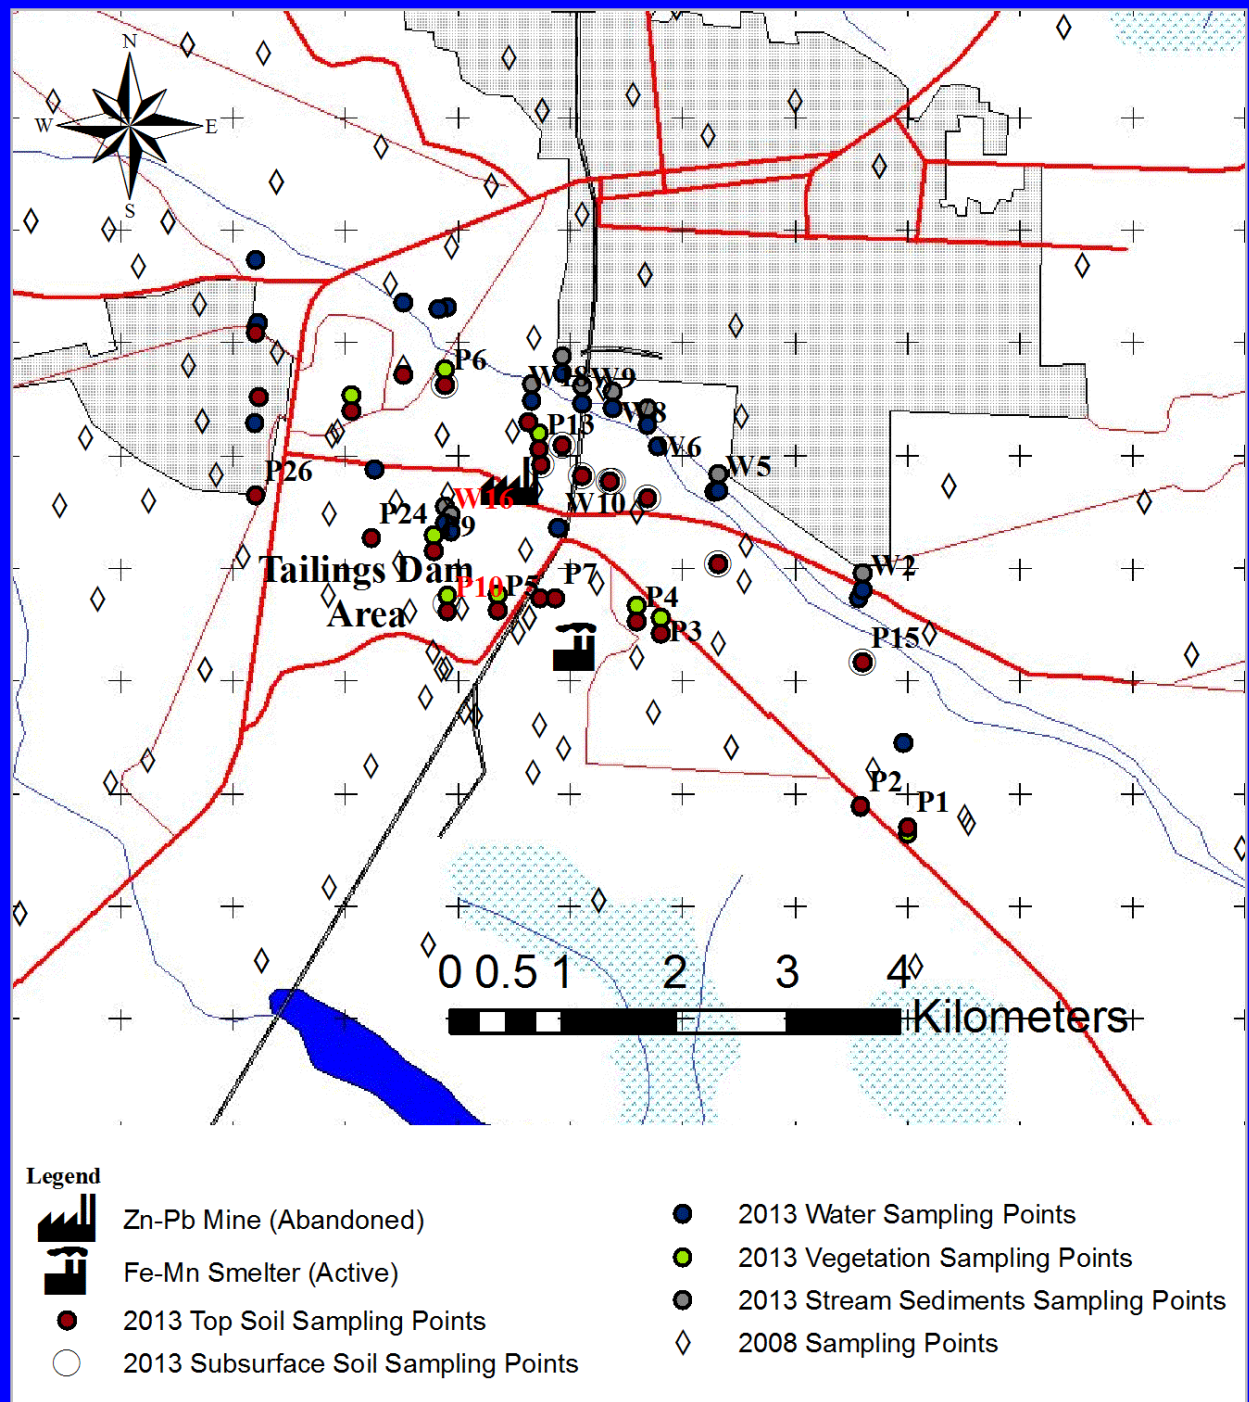 N
W E
S
P6
W18 W9
W8
P13
W6
W5
P26
W16
W10
P24
P9
W2
Tailings Dam
P10 P5 P7
Area
P4
P3
P15
P2
P1
0 0.5 1 2 3 4
Kilometers
Legend
Zn-Pb Mine (Abandoned)
Fe-Mn Smelter (Active)
2013 Top Soil Sampling Points
2013 Subsurface Soil Sampling Points
2013 Water Sampling Points
2013 Vegetation Sampling Points
2013 Stream Sediments Sampling Points
2008 Sampling Points